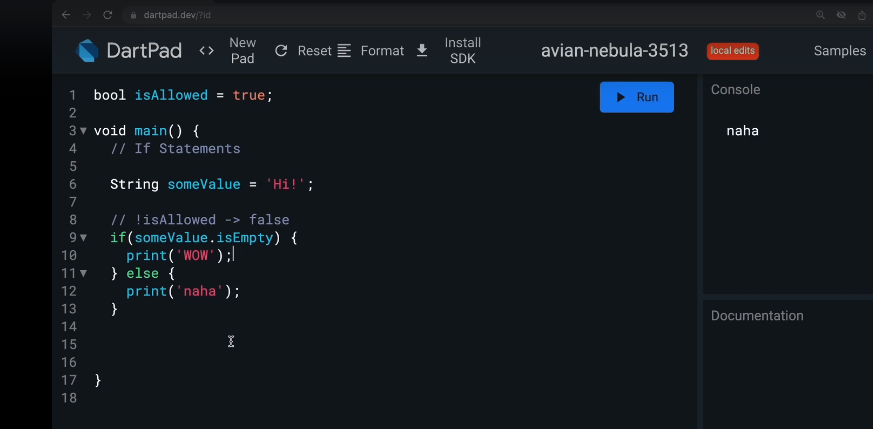 dartpad.dev/?id
DartPad <> New Pad Reset Format Install SDK avian-nebula-3513 local edits Samples
1 bool isAllowed = true;
2
3 void main() {
4 // If Statements
5
6 String someValue = 'Hi!';
7
8 // !isAllowed -> false
9 if(someValue.isEmpty) {
10 print('WOW');
11 } else {
12 print('naha');
13 }
14
15
16
17 }
18
Run
Console
naha
Documentation